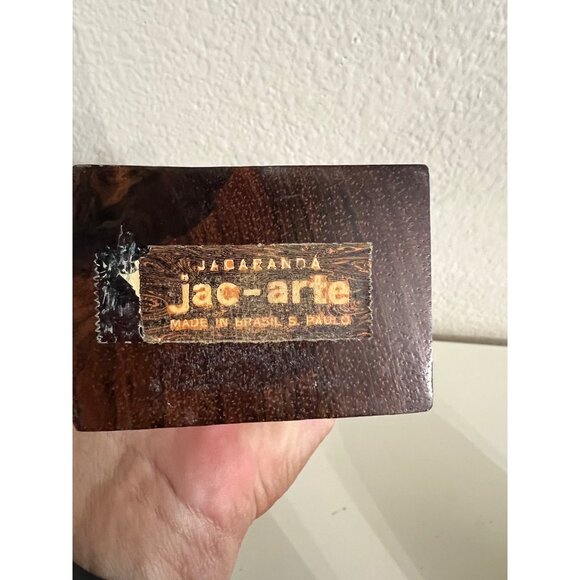 JACARANDÁ
jac-arte
MADE IN BRASIL S. PAULO